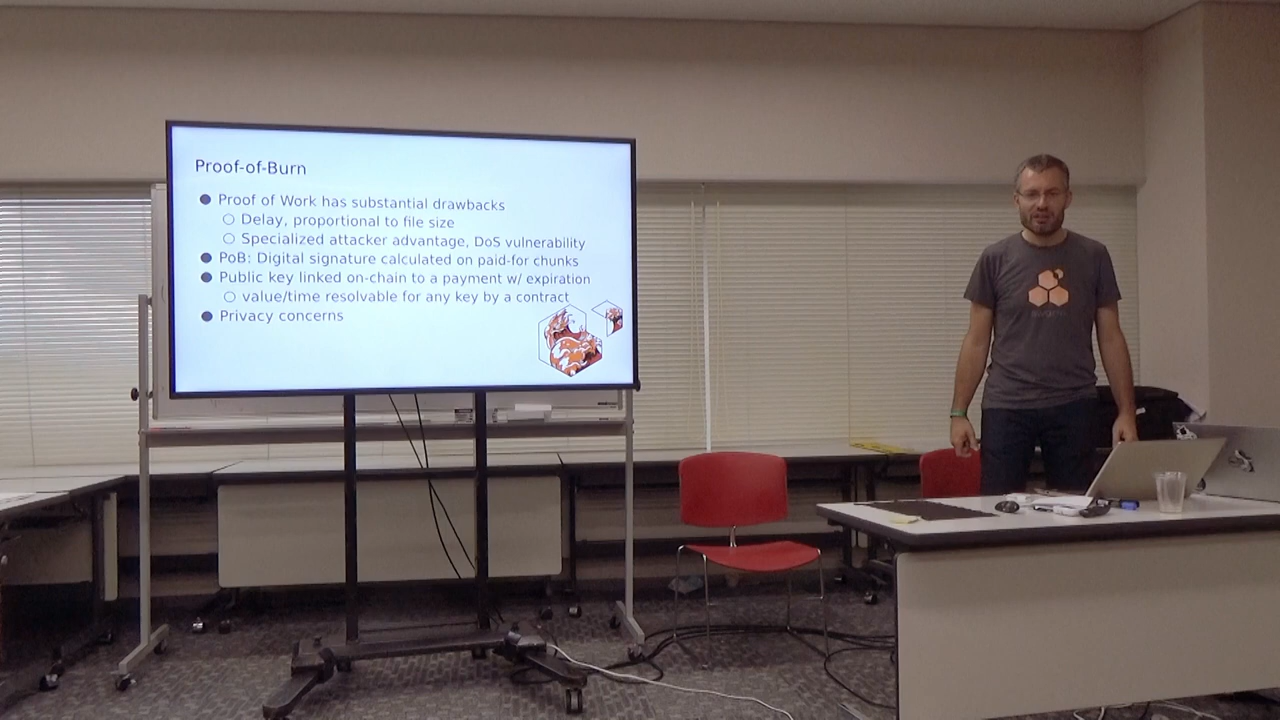 Proof-of-Burn
● Proof of Work has substantial drawbacks
○ Delay, proportional to file size
○ Specialized attacker advantage, DoS vulnerability
● PoB: Digital signature calculated on paid-for chunks
● Public key linked on-chain to a payment w/ expiration
○ value/time resolvable for any key by a contract
● Privacy concerns
swarm